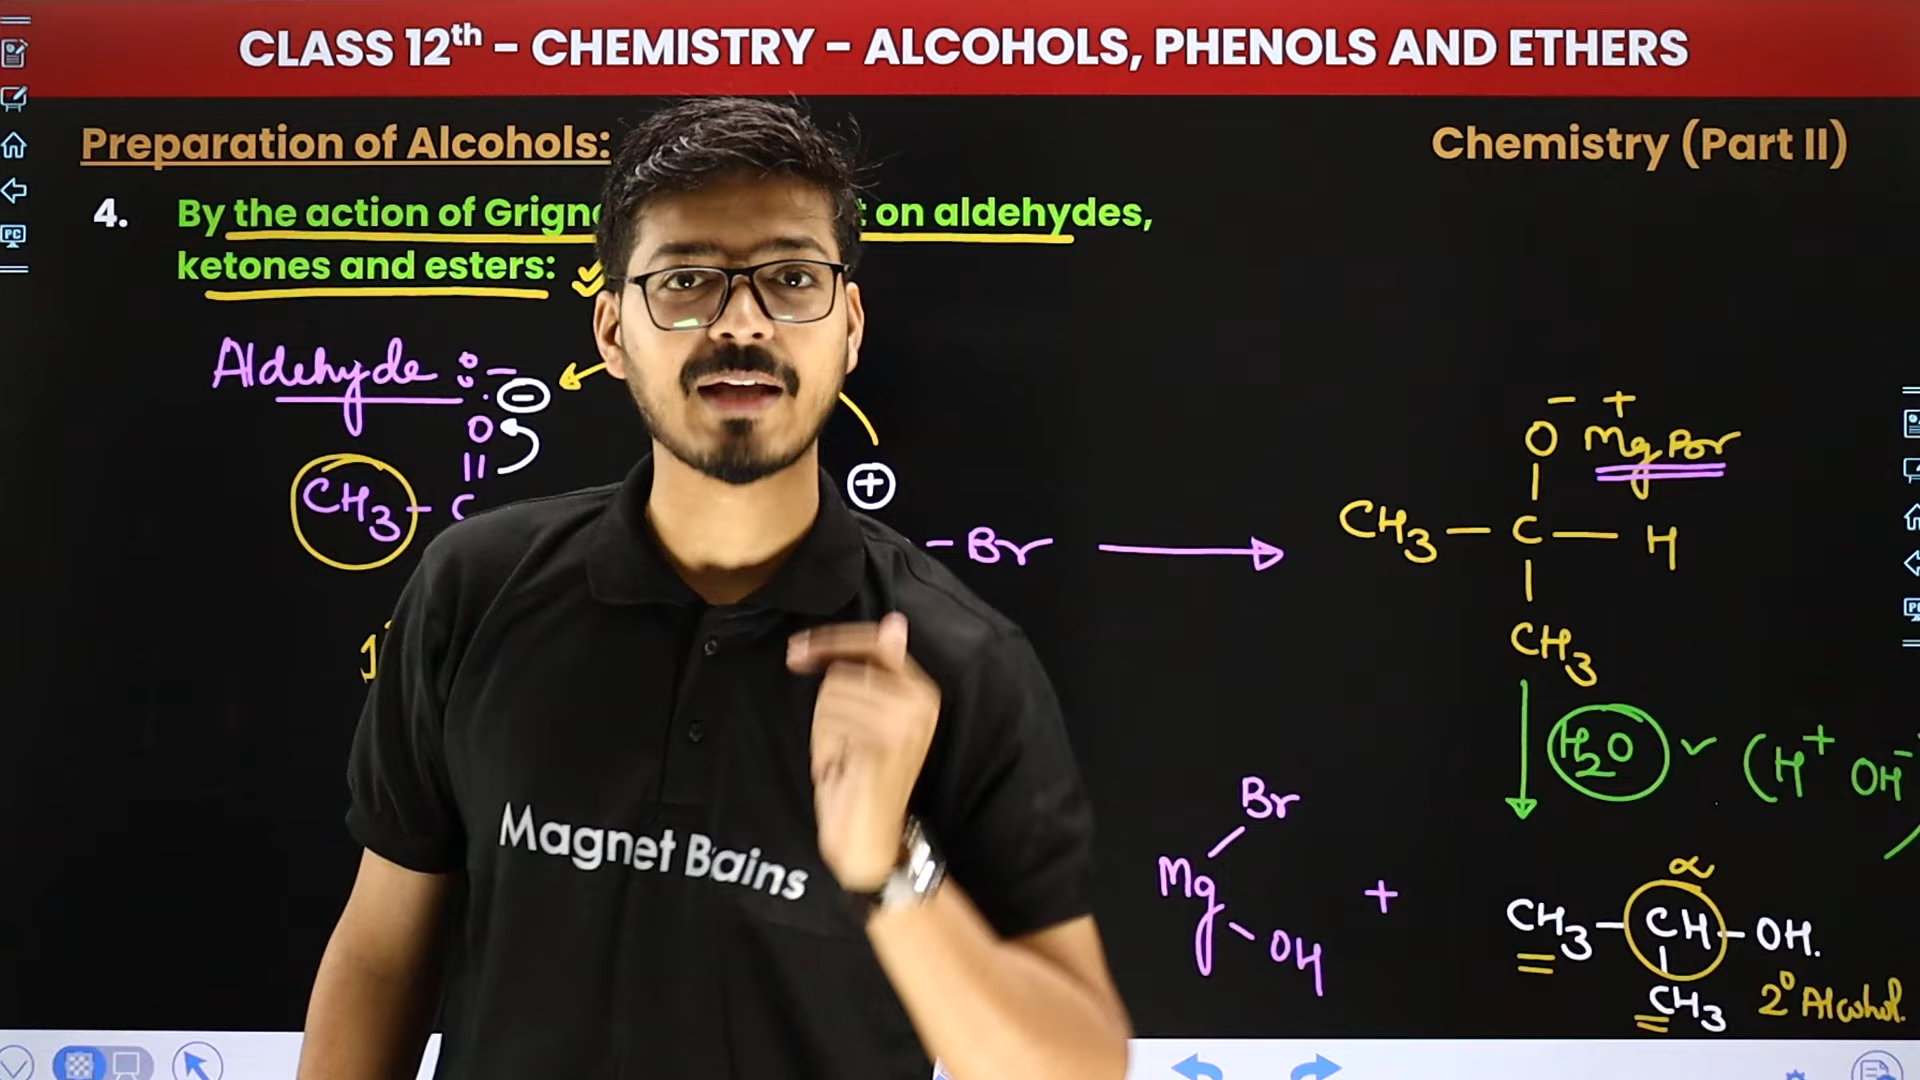 CLASS 12th - CHEMISTRY - ALCOHOLS, PHENOLS AND ETHERS
Preparation of Alcohols:
Chemistry (Part II)
4. By the action of on aldehydes,
ketones and esters:
Aldehyde
: –
–
O
||
CH3 – C
+
– Br
O– +MgBr
|
CH3 – C – H
|
CH3
H2O (H+ OH–
Br
Mg +
OH
α
CH3 – CH – OH.
|
CH3 2° Alcohol.
Magnet Brains
PC